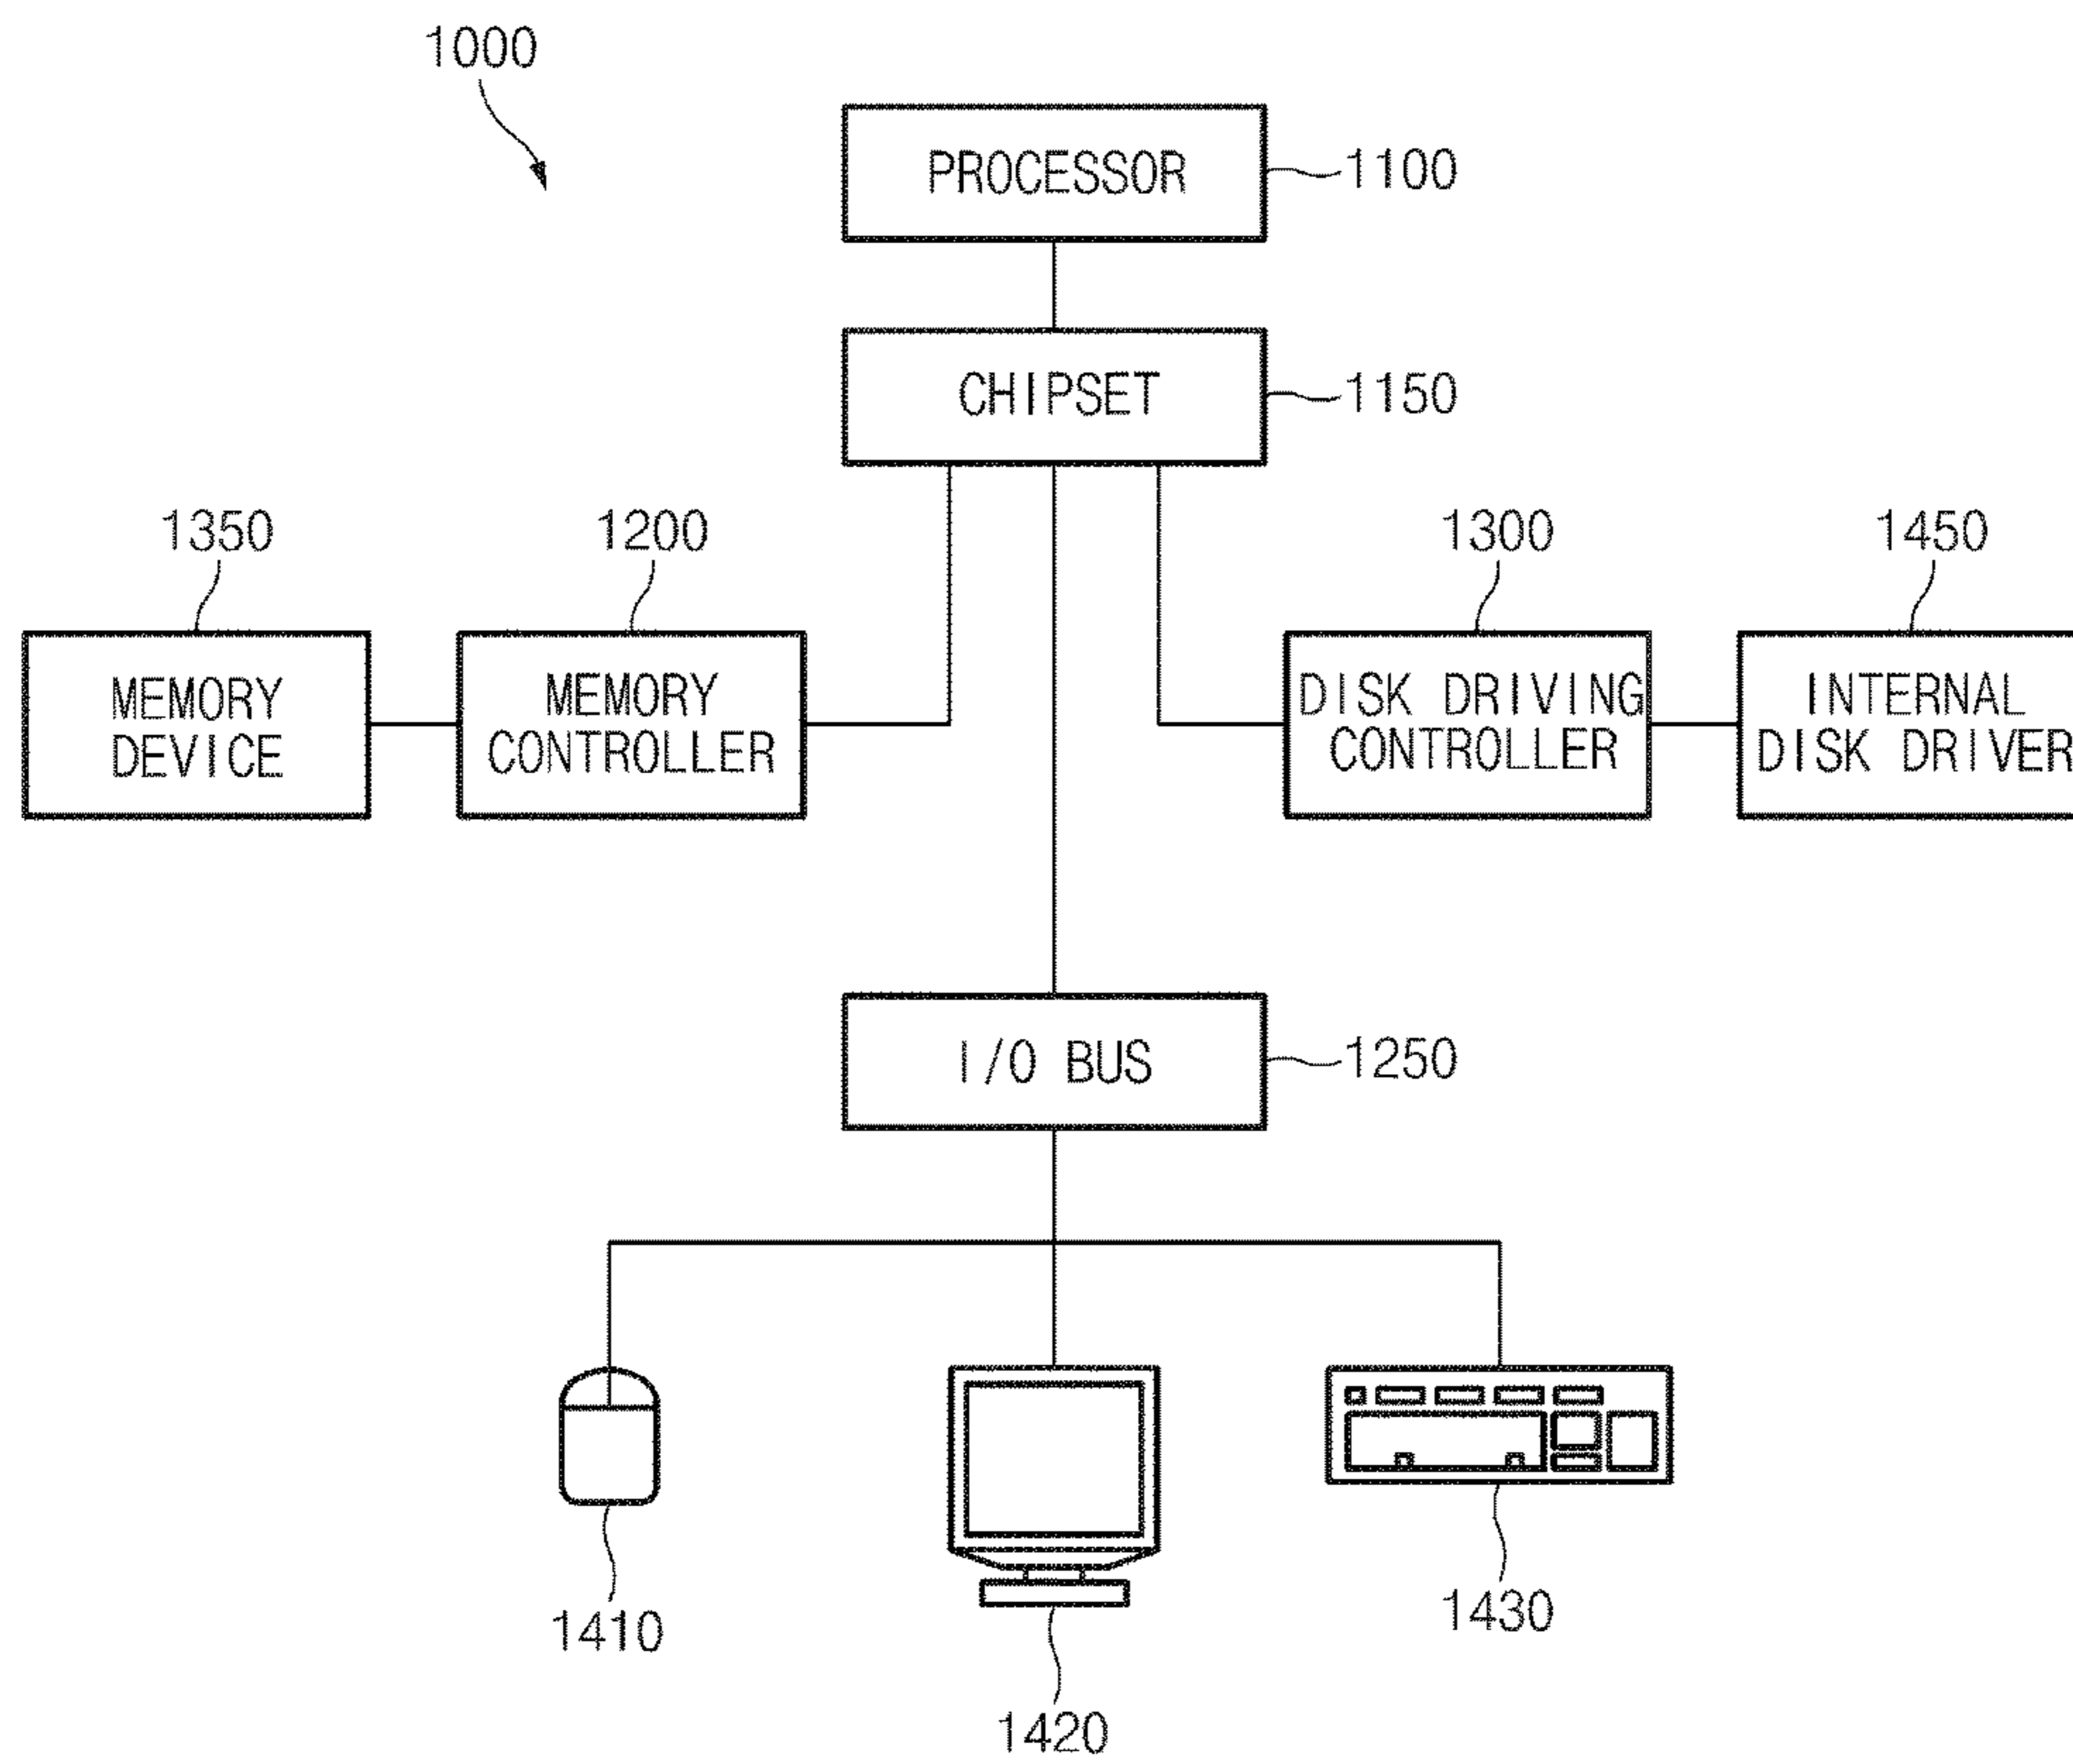 1000
PROCESSOR
1100
CHIPSET
1150
1350
1200
1300
1450
MEMORY
DEVICE
MEMORY
CONTROLLER
DISK DRIVING
CONTROLLER
INTERNAL
DISK DRIVER
I/O BUS
1250
1410
1420
1430